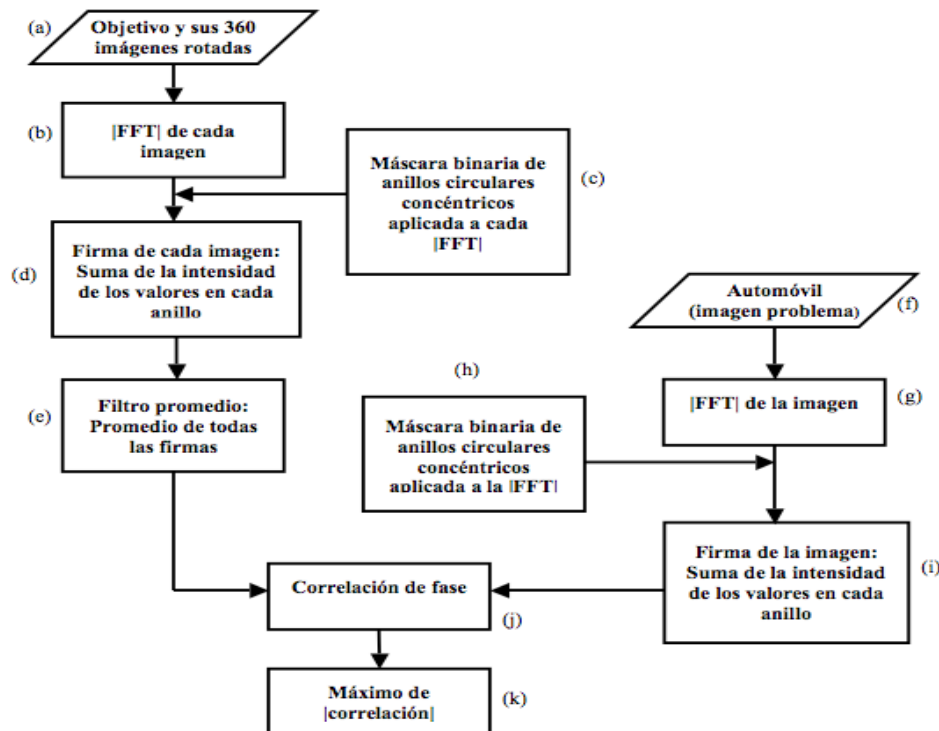 (a)
Objetivo y sus 360
imágenes rotadas
(b)
|FFT| de cada
imagen
Máscara binaria de
anillos circulares
concéntricos
aplicada a cada
|FFT|
(c)
(d)
Firma de cada imagen:
Suma de la intensidad
de los valores en cada
anillo
Automóvil
(imagen problema)
(f)
(e)
Filtro promedio:
Promedio de todas
las firmas
(h)
Máscara binaria de
anillos circulares
concéntricos
aplicada a la |FFT|
|FFT| de la imagen
(g)
Firma de la imagen:
Suma de la intensidad
de los valores en cada
anillo
(i)
Correlación de fase
(j)
Máximo de
|correlación|
(k)